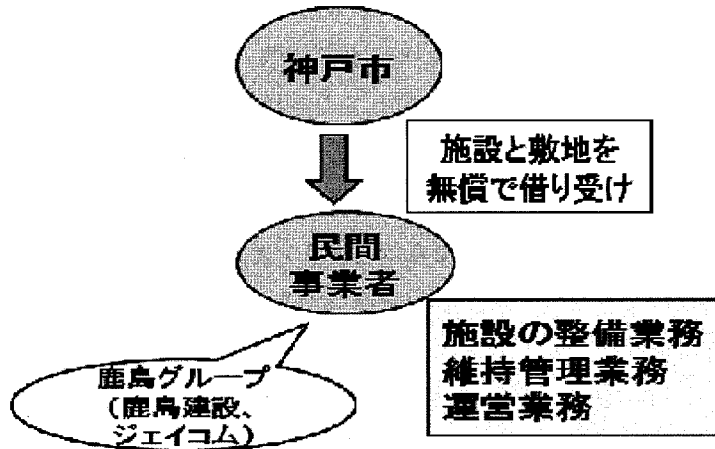 神戸市
施設と敷地を
無償で借り受け
民間
事業者
施設の整備業務
維持管理業務
運営業務
鹿島グループ
(鹿島建設、
ジェイコム)